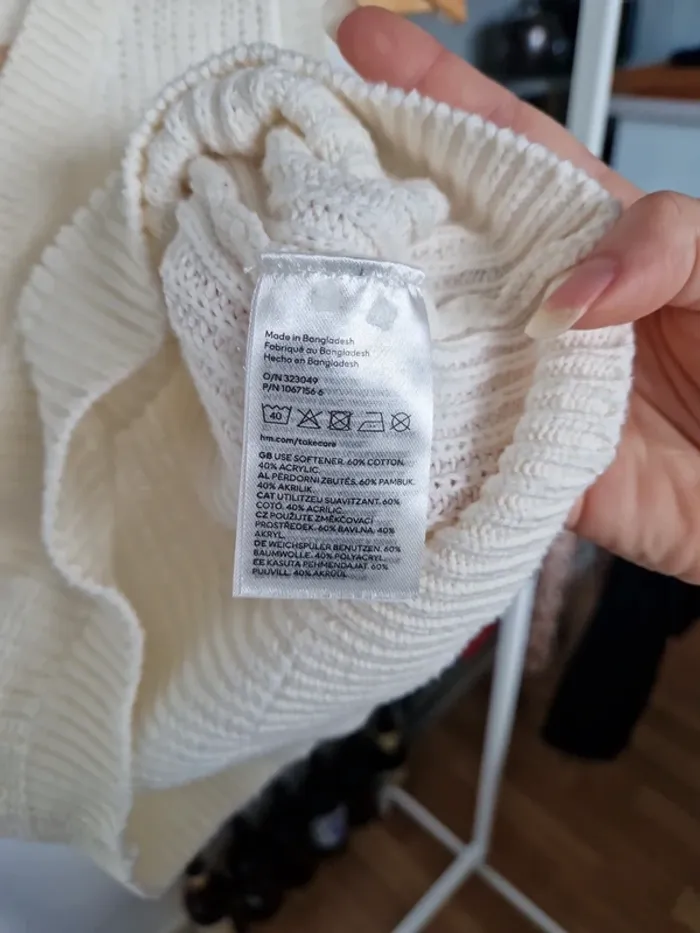 Made in Bangladesh
Fabriqué au Bangladesh
Hecho en Bangladesh
O/N 323049
P/N 1067156-6
40
hm.com/takecare
GB USE SOFTENER. 60% COTTON.
40% ACRYLIC.
AL PËRDORNI ZBUTËS. 60% PAMBUK.
40% AKRILIK.
CAT UTILITZEU SUAVITZANT. 60%
COTÓ. 40% ACRÍLIC.
CZ POUŽIJTE ZMĚKČOVACÍ
PROSTŘEDEK. 60% BAVLNA. 40%
AKRYL.
DE WEICHSPÜLER BENUTZEN. 60%
BAUMWOLLE. 40% POLYACRYL.
EE KASUTA PEHMENDAJAT. 60%
PUUVILL. 40% AKRÜÜL.